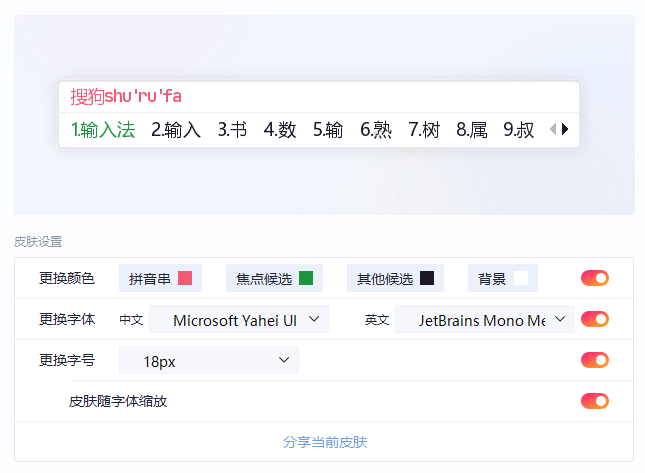 搜狗shu'ru'fa
1.输入法 2.输入 3.书 4.数 5.输 6.熟 7.树 8.属 9.叔
皮肤设置
更换颜色 拼音串 焦点候选 其他候选 背景
更换字体 中文 Microsoft Yahei UI 英文 JetBrains Mono Me
更换字号 18px
皮肤随字体缩放
分享当前皮肤